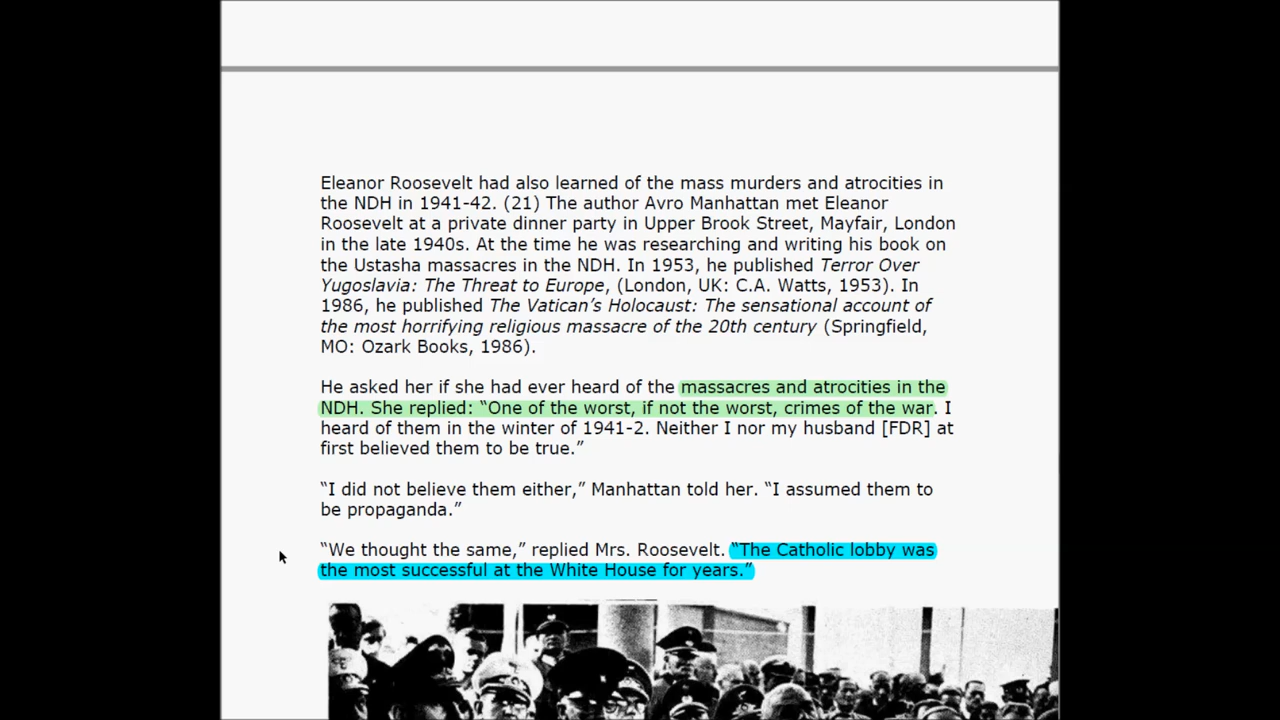 Eleanor Roosevelt had also learned of the mass murders and atrocities in
the NDH in 1941-42. (21) The author Avro Manhattan met Eleanor
Roosevelt at a private dinner party in Upper Brook Street, Mayfair, London
in the late 1940s. At the time he was researching and writing his book on
the Ustasha massacres in the NDH. In 1953, he published Terror Over
Yugoslavia: The Threat to Europe, (London, UK: C.A. Watts, 1953). In
1986, he published The Vatican’s Holocaust: The sensational account of
the most horrifying religious massacre of the 20th century (Springfield,
MO: Ozark Books, 1986).
He asked her if she had ever heard of the massacres and atrocities in the
NDH. She replied: “One of the worst, if not the worst, crimes of the war. I
heard of them in the winter of 1941-2. Neither I nor my husband [FDR] at
first believed them to be true.”
“I did not believe them either,” Manhattan told her. “I assumed them to
be propaganda.”
“We thought the same,” replied Mrs. Roosevelt. “The Catholic lobby was
the most successful at the White House for years.”